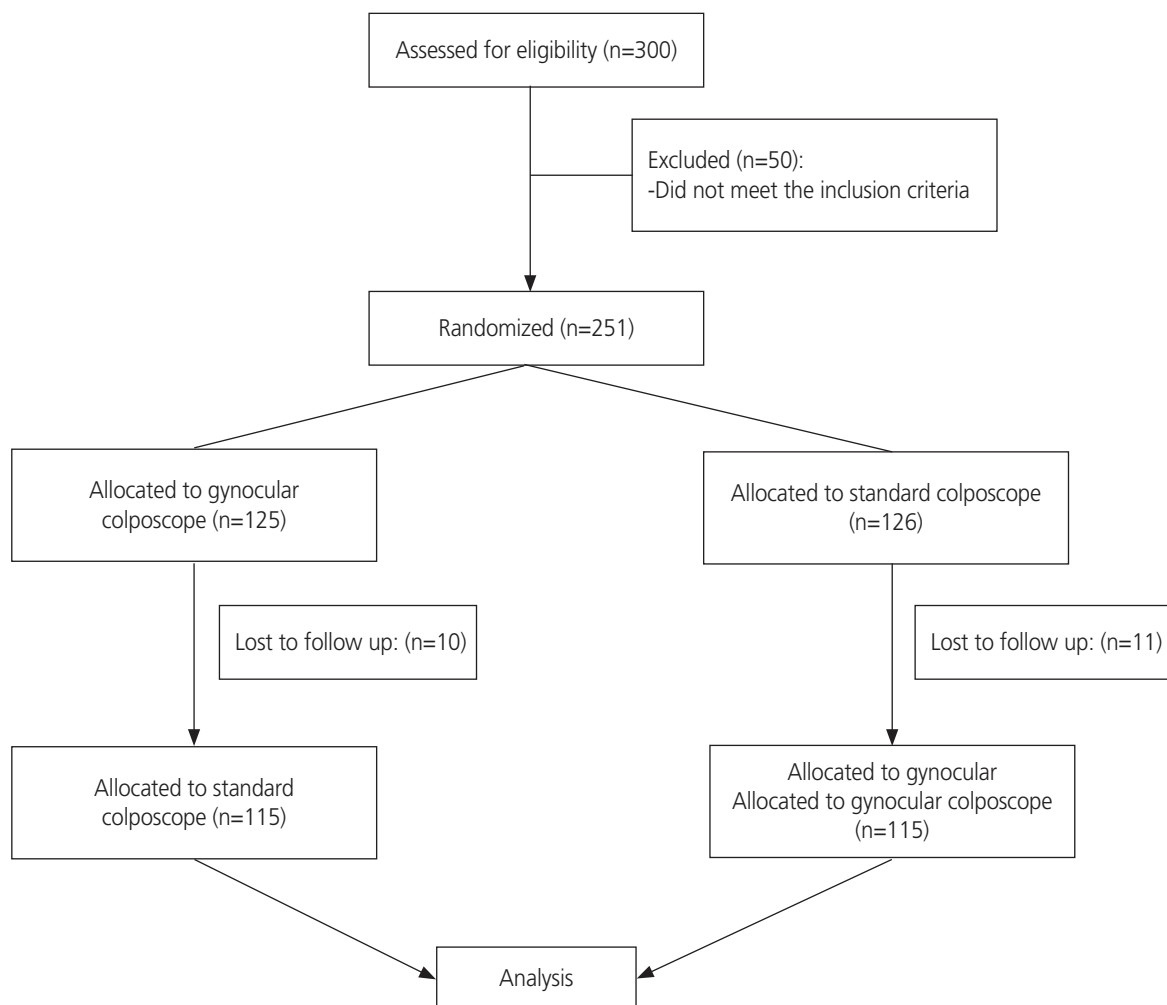 Assessed for eligibility (n=300)
Excluded (n=50):
-Did not meet the inclusion criteria
Randomized (n=251)
Allocated to gynocular
colposcope (n=125)
Allocated to standard colposcope
(n=126)
Lost to follow up: (n=10)
Lost to follow up: (n=11)
Allocated to standard
colposcope (n=115)
Allocated to gynocular
Allocated to gynocular colposcope
(n=115)
Analysis